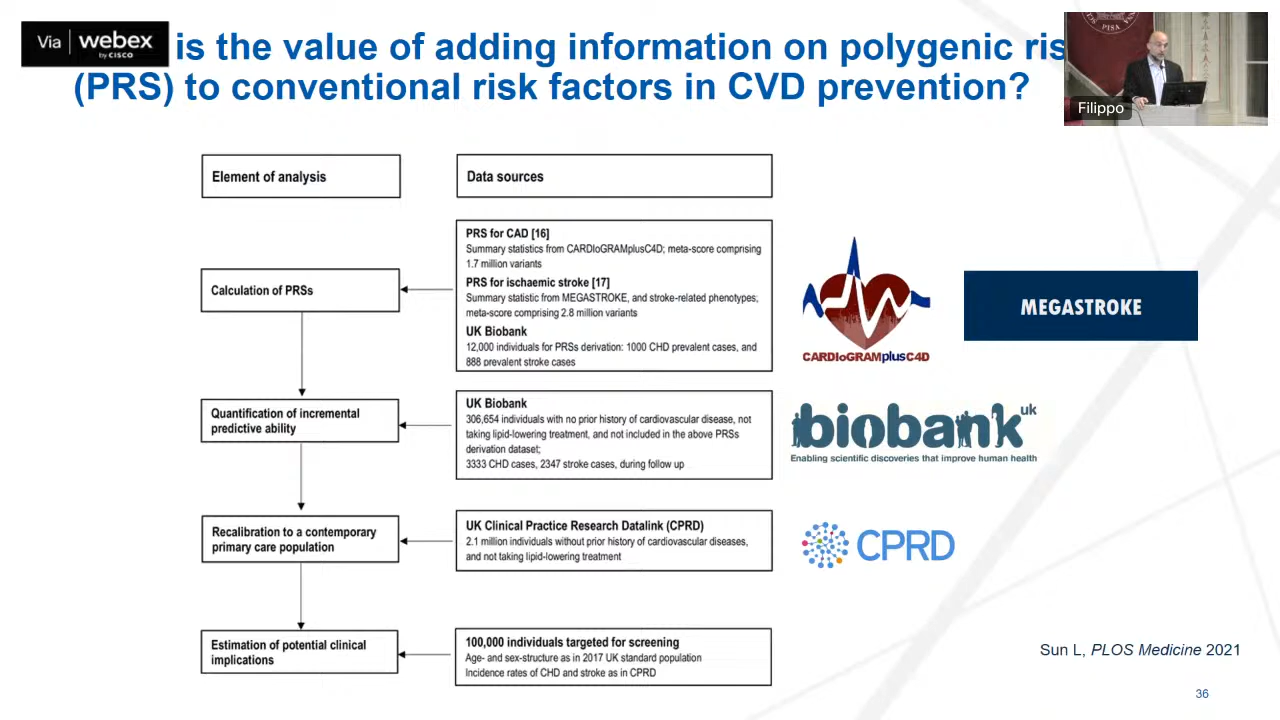 Via webex
by CISCO
is the value of adding information on polygenic ris
(PRS) to conventional risk factors in CVD prevention?
PISA
Filippo
Element of analysis
Data sources
Calculation of PRSs
PRS for CAD [16]
Summary statistics from CARDIoGRAMplusC4D; meta-score comprising
1.7 million variants
PRS for ischaemic stroke [17]
Summary statistic from MEGASTROKE, and stroke-related phenotypes;
meta-score comprising 2.8 million variants
UK Biobank
12,000 individuals for PRSs derivation: 1000 CHD prevalent cases, and
888 prevalent stroke cases
CARDIoGRAMplusC4D
MEGASTROKE
Quantification of incremental
predictive ability
UK Biobank
306,654 individuals with no prior history of cardiovascular disease, not
taking lipid-lowering treatment, and not included in the above PRSs
derivation dataset;
3333 CHD cases, 2347 stroke cases, during follow up
biobank uk
Enabling scientific discoveries that improve human health
Recalibration to a contemporary
primary care population
UK Clinical Practice Research Datalink (CPRD)
2.1 million individuals without prior history of cardiovascular diseases,
and not taking lipid-lowering treatment
CPRD
Estimation of potential clinical
implications
100,000 individuals targeted for screening
Age- and sex-structure as in 2017 UK standard population
Incidence rates of CHD and stroke as in CPRD
Sun L, PLOS Medicine 2021
36